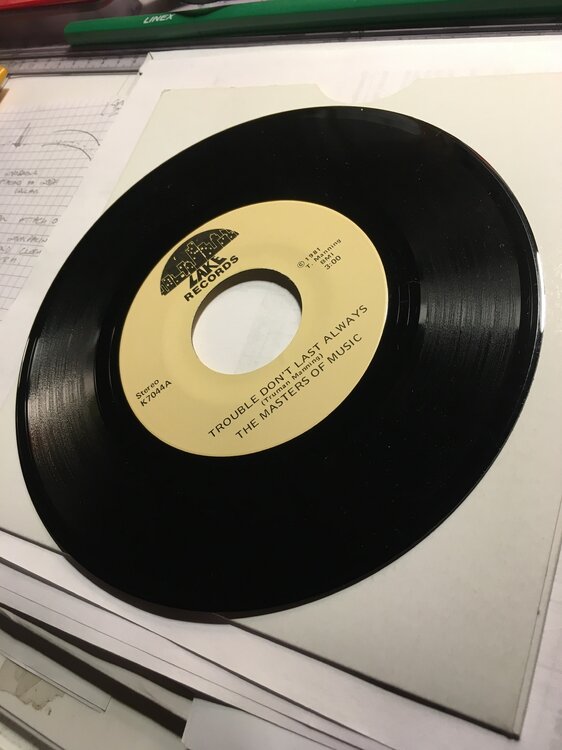 LINEX
LAKE
RECORDS
© 1981
T. Manning
BMI
3:00
Stereo
K7044A
TROUBLE DON'T LAST ALWAYS
(Truman Manning)
THE MASTERS OF MUSIC